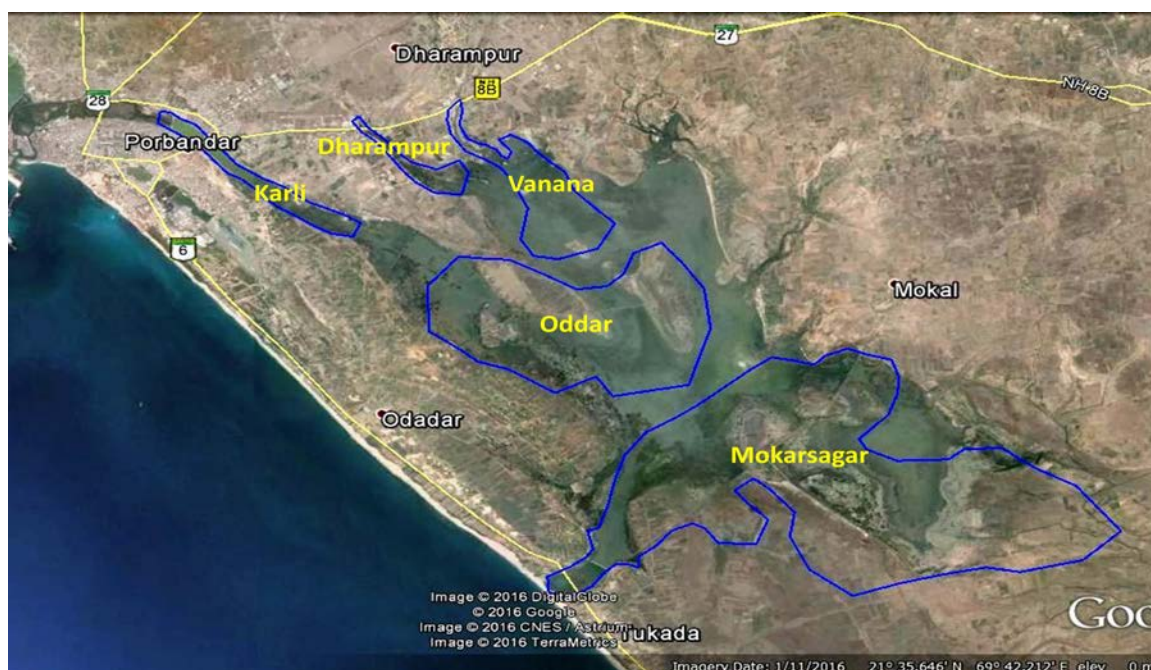 27
Dharampur
8B
NH 8B
28
Porbandar
Dharampur
Vanana
Karli
6
Mokal
Oddar
Odadar
Mokarsagar
Image © 2016 DigitalGlobe
© 2016 Google
Image © 2016 CNES / Astrium
Image © 2016 TerraMetrics
Tukada
Goo
Imagery Date: 1/11/2016 21° 35.646' N 69° 42.212' E elev 0 m